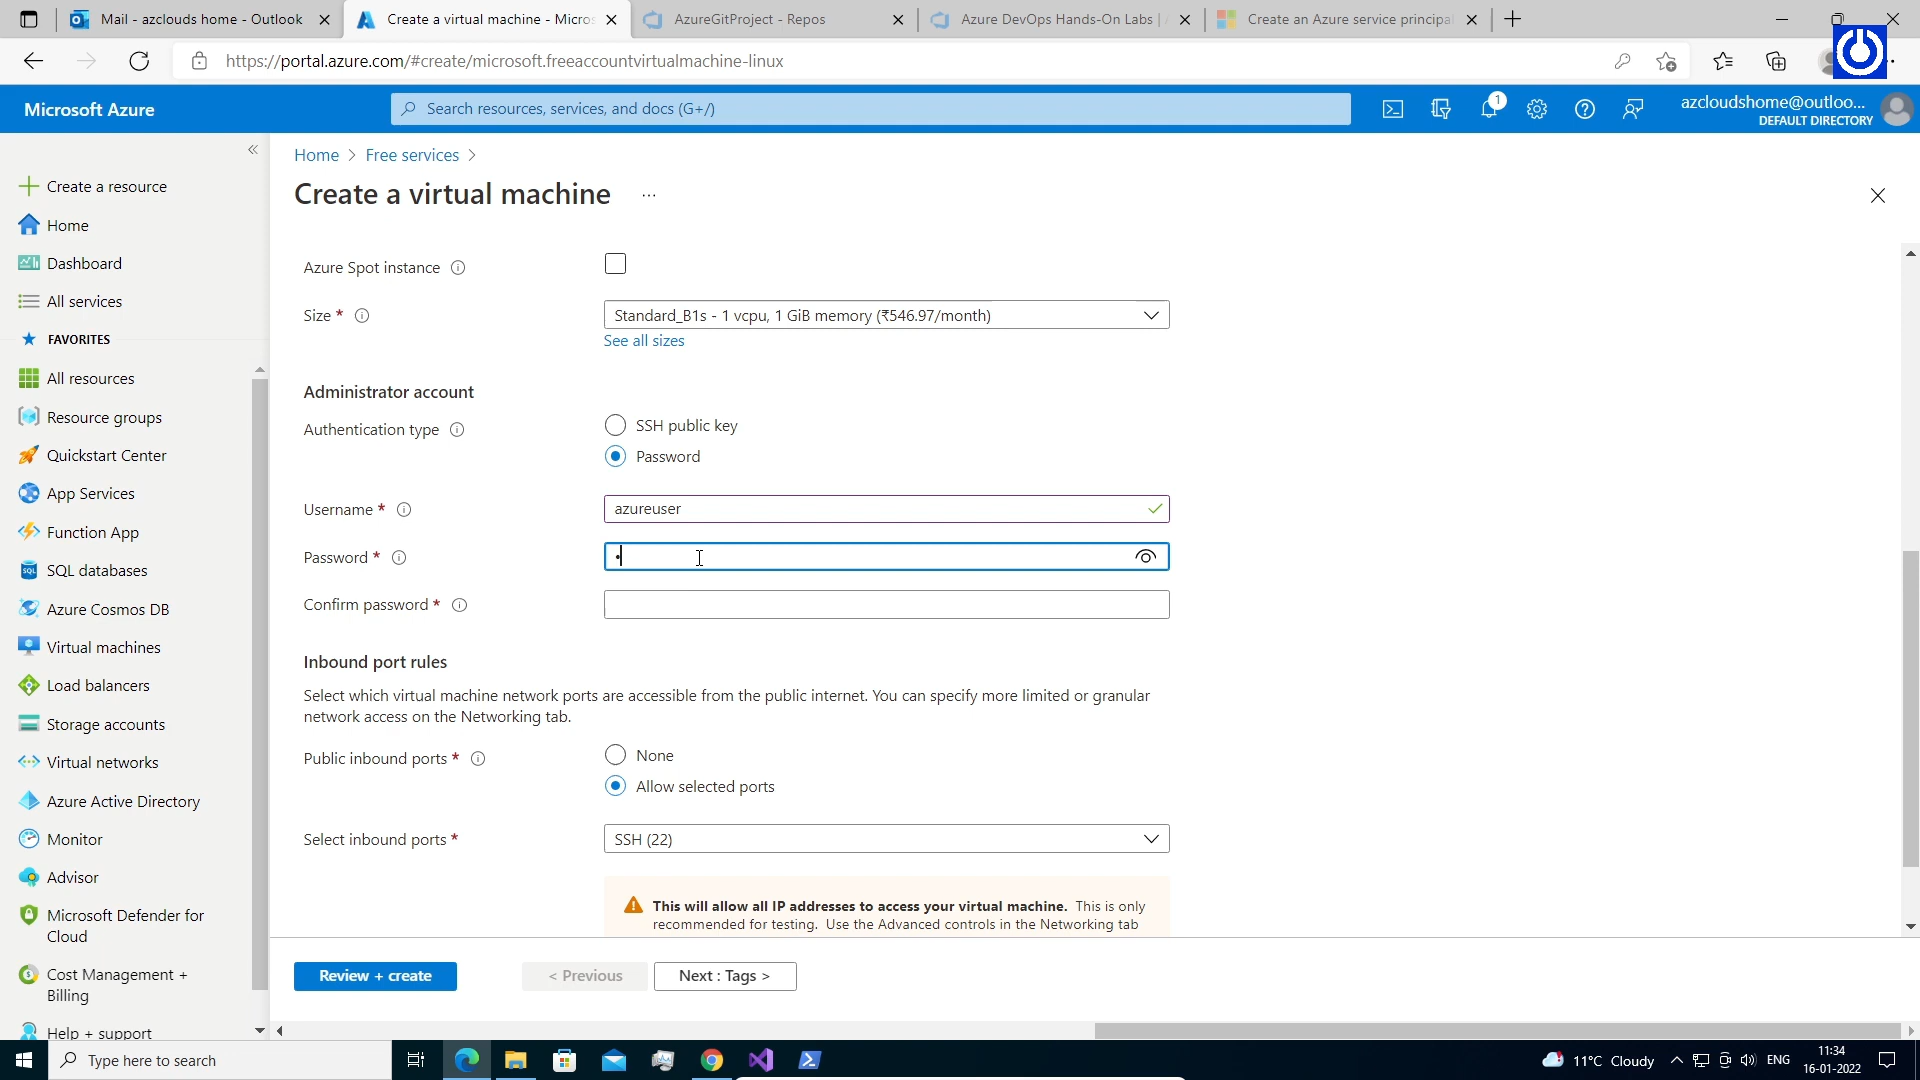 Mail - azclouds home - Outlook
Create a virtual machine - Micros
AzureGitProject - Repos
Azure DevOps Hands-On Labs |
Create an Azure service principal
https://portal.azure.com/#create/microsoft.freeaccountvirtualmachine-linux
Microsoft Azure
Search resources, services, and docs (G+/)
1
azcloudshome@outloo...
DEFAULT DIRECTORY
Create a resource
Home
Dashboard
All services
FAVORITES
All resources
Resource groups
Quickstart Center
App Services
Function App
SQL databases
Azure Cosmos DB
Virtual machines
Load balancers
Storage accounts
Virtual networks
Azure Active Directory
Monitor
Advisor
Microsoft Defender for
Cloud
Cost Management +
Billing
Help + support
Home > Free services >
Create a virtual machine ...
Azure Spot instance
Size *
Standard_B1s - 1 vcpu, 1 GiB memory (₹546.97/month)
See all sizes
Administrator account
Authentication type
SSH public key
Password
Username *
azureuser
Password *
Confirm password *
Inbound port rules
Select which virtual machine network ports are accessible from the public internet. You can specify more limited or granular
network access on the Networking tab.
Public inbound ports *
None
Allow selected ports
Select inbound ports *
SSH (22)
This will allow all IP addresses to access your virtual machine. This is only
recommended for testing. Use the Advanced controls in the Networking tab
Review + create
< Previous
Next : Tags >
Type here to search
11°C Cloudy
ENG
11:34
16-01-2022